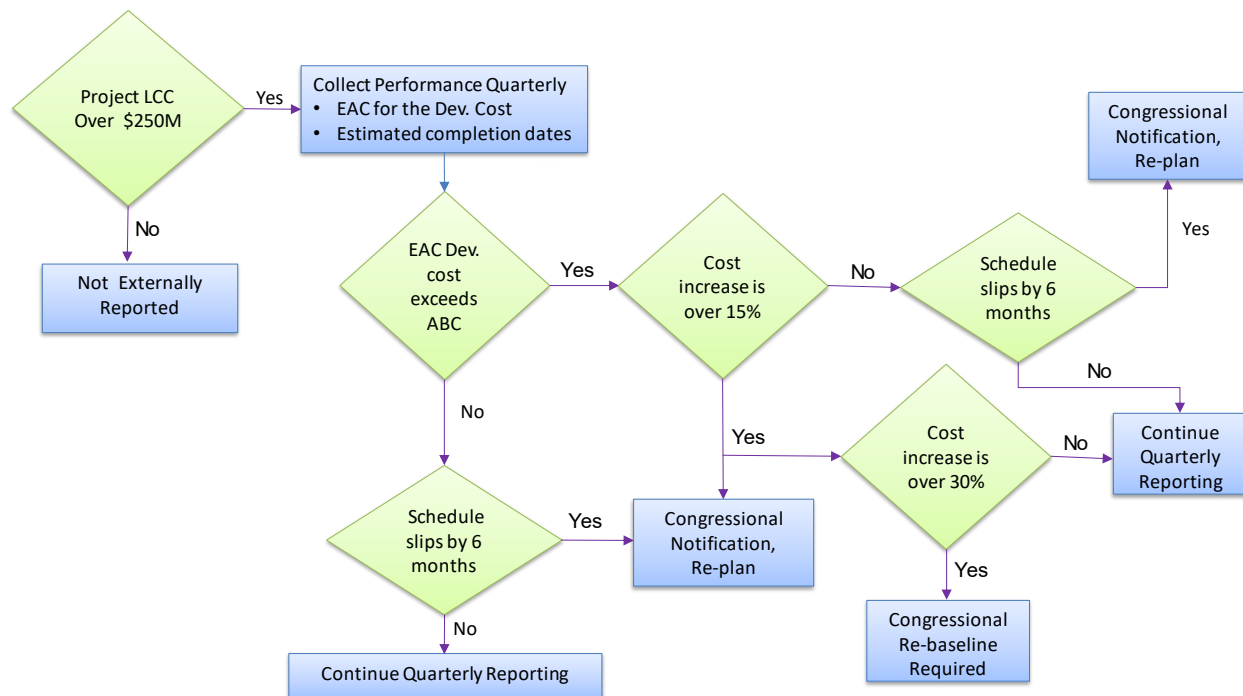 Project LCC
Over $250M
Yes
Collect Performance Quarterly
• EAC for the Dev. Cost
• Estimated completion dates
No
Not Externally
Reported
EAC Dev.
cost
exceeds
ABC
Yes
Cost
increase is
over 15%
No
Schedule
slips by 6
months
Yes
Congressional
Notification,
Re-plan
No
Continue
Quarterly
Reporting
Yes
Cost
increase is
over 30%
No
Yes
Congressional
Re-baseline
Required
No
Schedule
slips by 6
months
Yes
Congressional
Notification,
Re-plan
No
Continue Quarterly Reporting